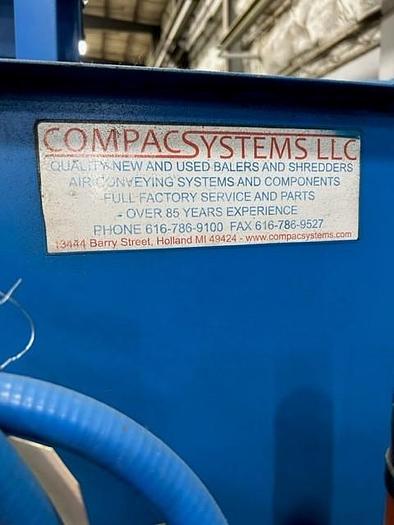 COMPACSYSTEMS LLC
QUALITY NEW AND USED BALERS AND SHREDDERS
AIR CONVEYING SYSTEMS AND COMPONENTS
FULL FACTORY SERVICE AND PARTS
- OVER 85 YEARS EXPERIENCE
PHONE 616-786-9100 FAX 616-786-9527
13444 Barry Street, Holland MI 49424 - www.compacsystems.com